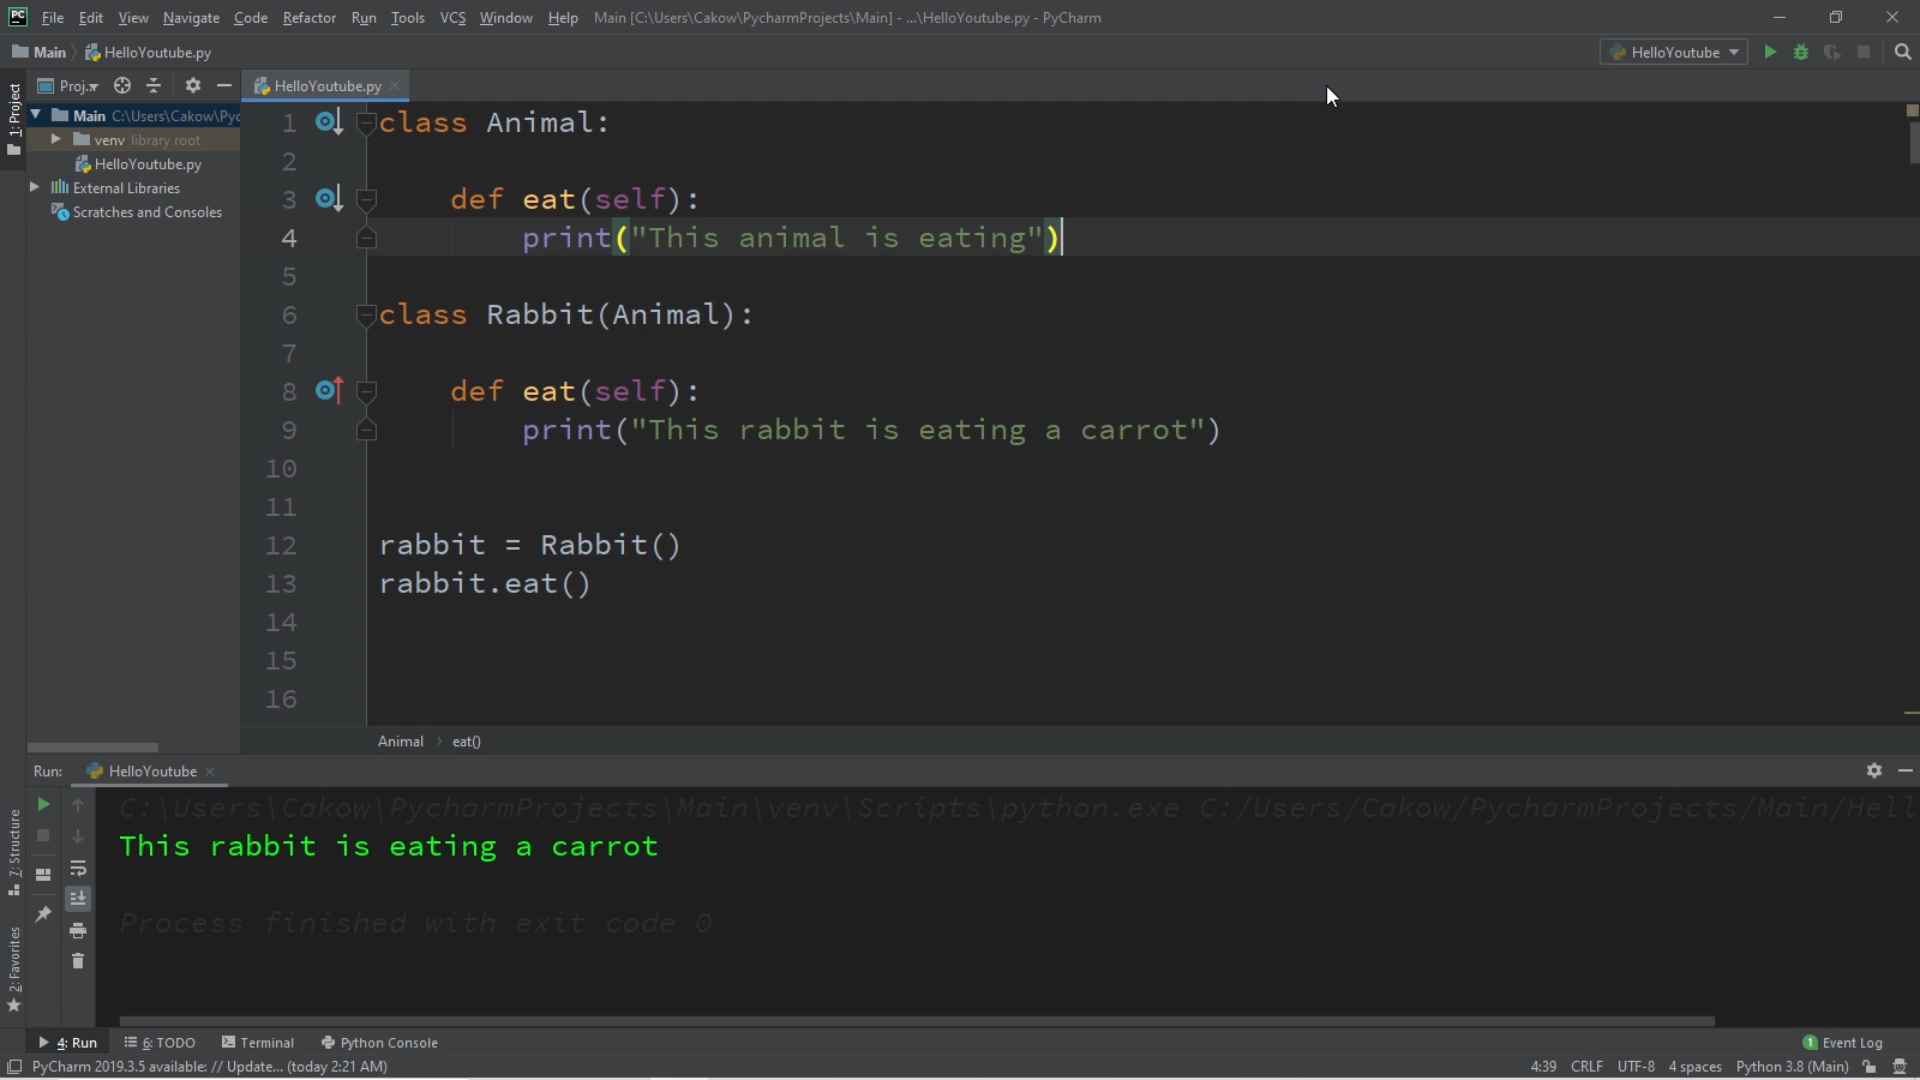 PC File Edit View Navigate Code Refactor Run Tools VCS Window Help Main [C:\Users\Cakow\PycharmProjects\Main] - ...\HelloYoutube.py - PyCharm
Main HelloYoutube.py HelloYoutube
1: Project
Proj... HelloYoutube.py
Main C:\Users\Cakow\Pyc
venv library root
HelloYoutube.py
External Libraries
Scratches and Consoles
1 class Animal:
2
3 def eat(self):
4 print("This animal is eating")
5
6 class Rabbit(Animal):
7
8 def eat(self):
9 print("This rabbit is eating a carrot")
10
11
12 rabbit = Rabbit()
13 rabbit.eat()
14
15
16
Animal eat()
Run: HelloYoutube
C:\Users\Cakow\PycharmProjects\Main\venv\Scripts\python.exe C:/Users/Cakow/PycharmProjects/Main/Hell
This rabbit is eating a carrot
Process finished with exit code 0
7: Structure
2: Favorites
4: Run 6: TODO Terminal Python Console 1 Event Log
PyCharm 2019.3.5 available: // Update... (today 2:21 AM) 4:39 CRLF UTF-8 4 spaces Python 3.8 (Main)